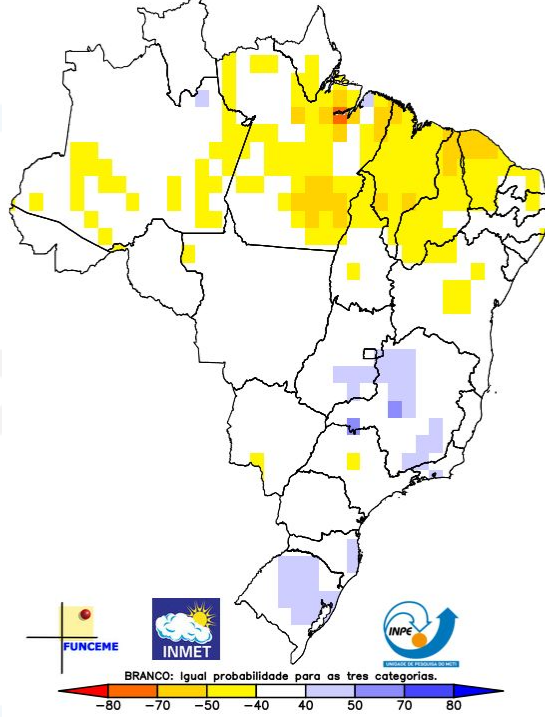 FUNCEME
INMET
INPE
UNIDADE DE PESQUISA DO MCTI
BRANCO: Igual probabilidade para as tres categorias.
-80 -70 -50 -40 40 50 70 80